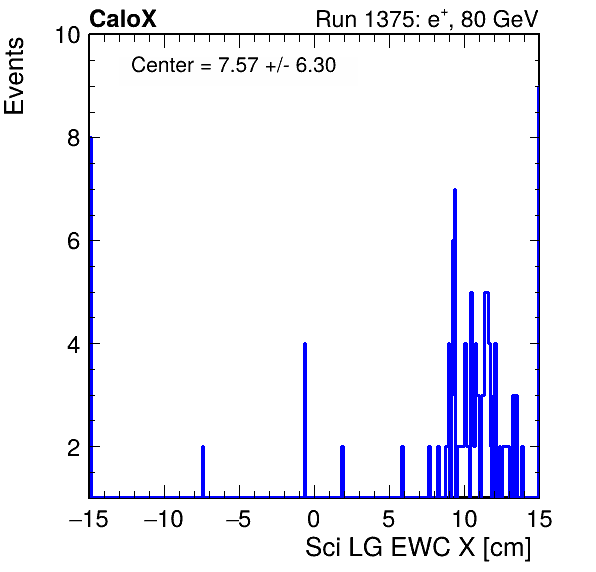 CaloX Run 1375: e⁺, 80 GeV
Center = 7.57 +/- 6.30
Events
10
8
6
4
2
−15 −10 −5 0 5 10 15
Sci LG EWC X [cm]